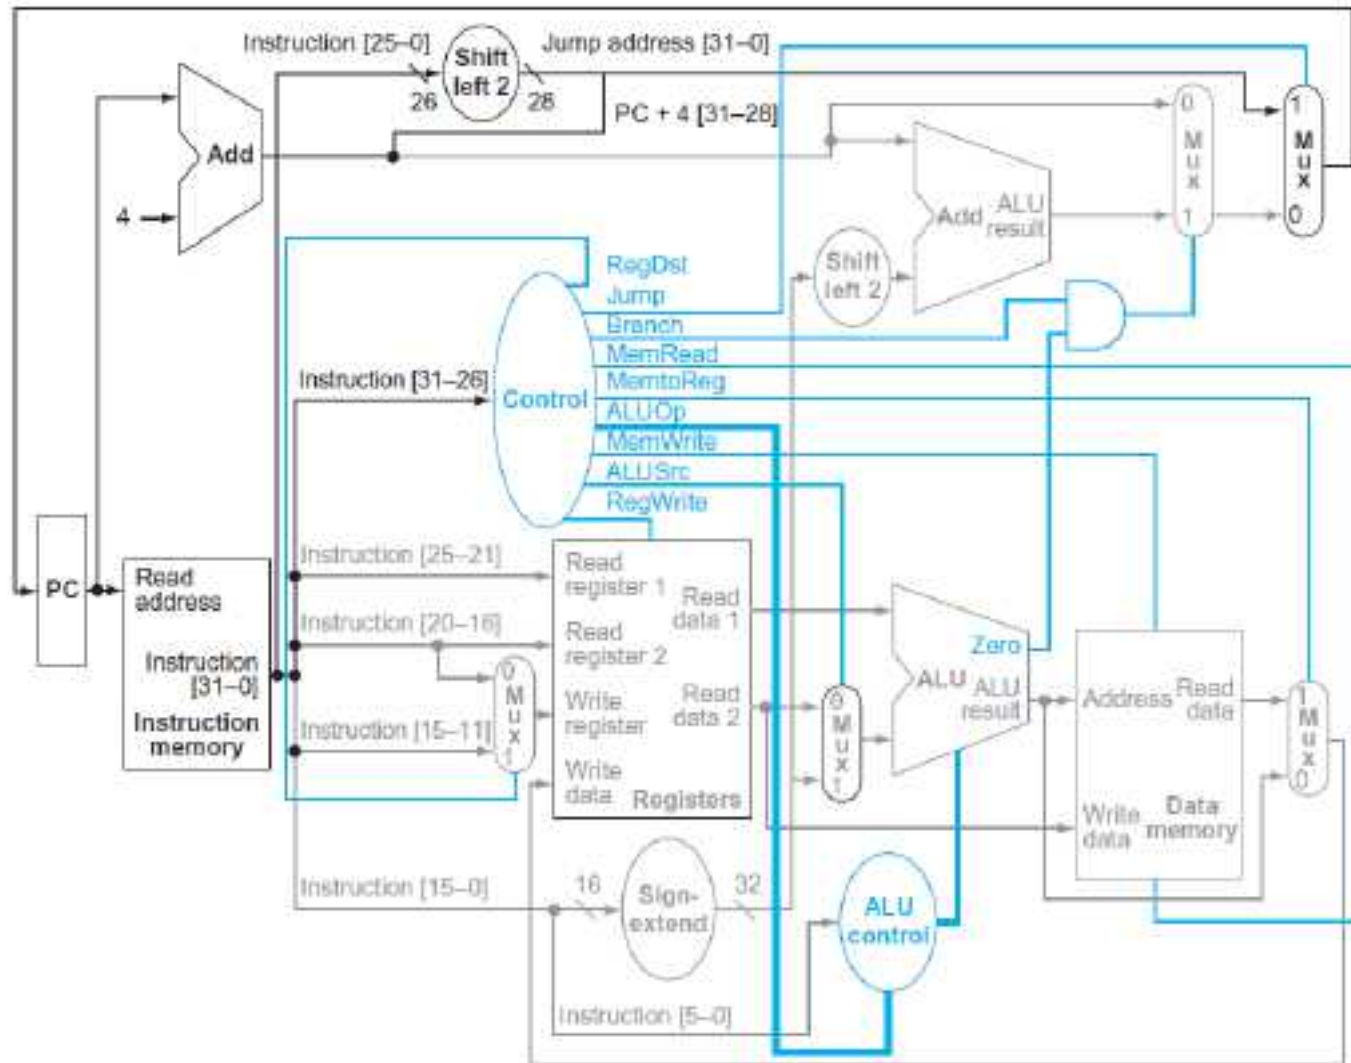 Instruction [25–0]
Shift
left 2
Jump address [31–0]
26
28
PC + 4 [31–28]
Add
4
0
M
u
x
1
1
M
u
x
0
Add
ALU
result
Shift
left 2
RegDst
Jump
Branch
MemRead
MemtoReg
ALUOp
MemWrite
ALUSrc
RegWrite
Instruction [31–26]
Control
PC
Read
address
Instruction
[31–0]
Instruction
memory
Instruction [25–21]
Instruction [20–16]
Instruction [15–11]
0
M
u
x
1
Read
register 1
Read
register 2
Write
register
Write
data
Read
data 1
Read
data 2
Registers
0
M
u
x
1
Zero
ALU
ALU
result
Address
Read
data
Write
data
Data
memory
1
M
u
x
0
Instruction [15–0]
16
Sign-
extend
32
ALU
control
Instruction [5–0]